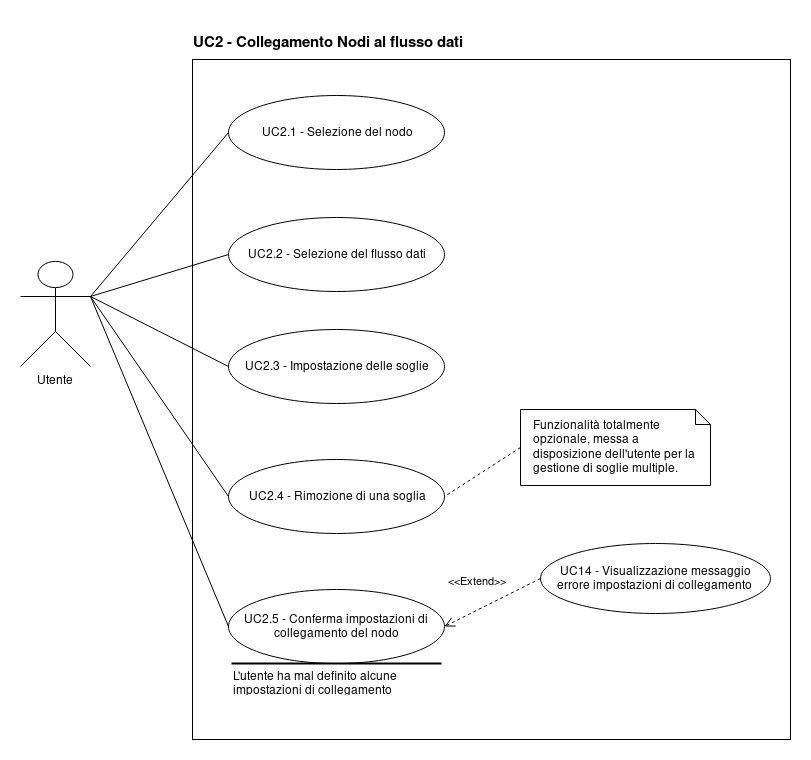 UC2 - Collegamento Nodi al flusso dati
UC2.1 - Selezione del nodo
UC2.2 - Selezione del flusso dati
Utente
UC2.3 - Impostazione delle soglie
Funzionalità totalmente
opzionale, messa a
disposizione dell'utente per la
gestione di soglie multiple.
UC2.4 - Rimozione di una soglia
UC14 - Visualizzazione messaggio
errore impostazioni di collegamento
<<Extend>>
UC2.5 - Conferma impostazioni di
collegamento del nodo
L'utente ha mal definito alcune
impostazioni di collegamento